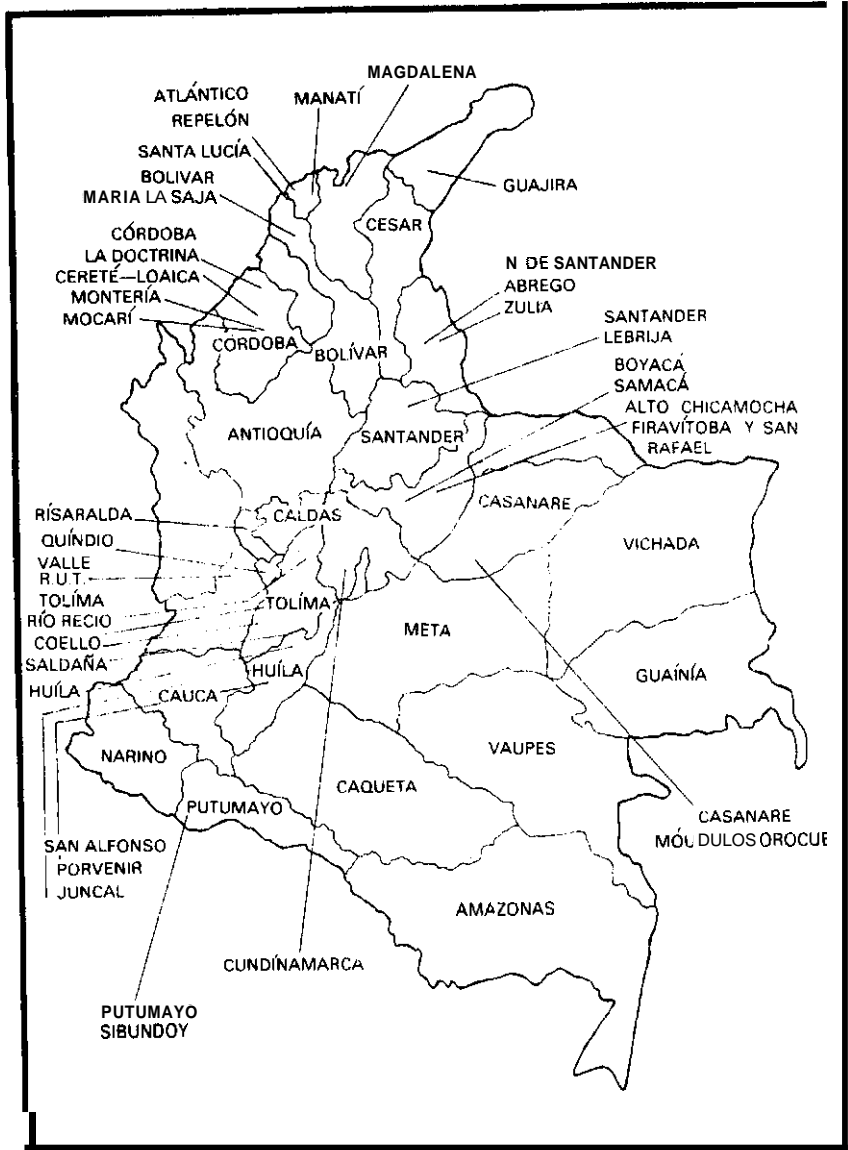 MAGDALENA
ATLÁNTICO
MANATÍ
REPELÓN
SANTA LUCÍA
BOLIVAR
MARIA LA SAJA
GUAJIRA
CESAR
CÓRDOBA
LA DOCTRINA
CERETÉ—LOAICA
MONTERÍA
MOCARÍ
N DE SANTANDER
ABREGO
ZULIA
SANTANDER
LEBRIJA
CÓRDOBA
BOLÍVAR
BOYACÁ
SAMACÁ
ALTO CHICAMOCHA
FIRAVÍTOBA Y SAN
RAFAEL
ANTIOQUÍA
SANTANDER
CASANARE
RÍSARALDA
CALDAS
QUÍNDIO
VICHADA
VALLE
R.U.T.
TOLÍMA
TOLÍMA
RÍO RECIO
META
COELLO
SALDAÑA
HUÍLA
HUÍLA
CAUCA
GUAÍNÍA
NARINO
VAUPES
CAQUETA
PUTUMAYO
CASANARE
MÓDULOS OROCUE
SAN ALFONSO
PORVENIR
JUNCAL
AMAZONAS
CUNDÍNAMARCA
PUTUMAYO
SIBUNDOY